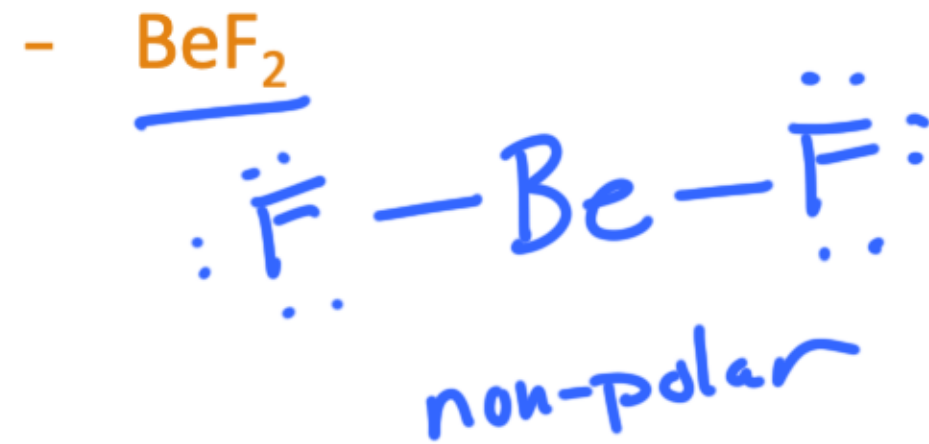 - BeF₂
F — Be — F
non-polar